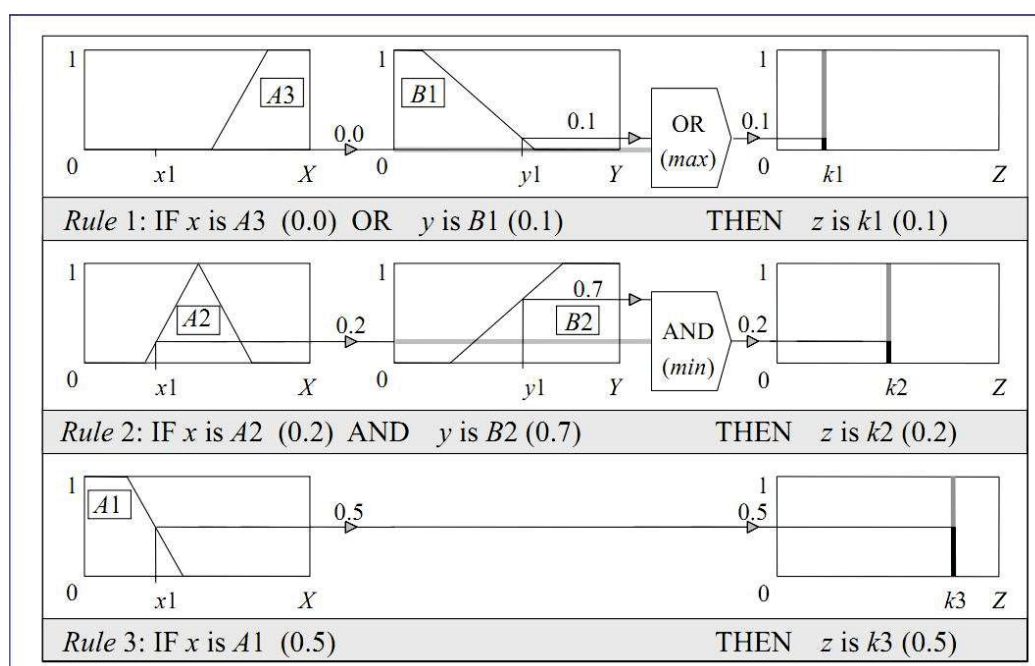 1
A3
0.0
0
x1
X
1
B1
0.1
0
y1
Y
OR
(max)
0.1
1
0
k1
Z
Rule 1: IF x is A3 (0.0) OR y is B1 (0.1) THEN z is k1 (0.1)
1
A2
0.2
0
x1
X
1
0.7
B2
0
y1
Y
AND
(min)
0.2
1
0
k2
Z
Rule 2: IF x is A2 (0.2) AND y is B2 (0.7) THEN z is k2 (0.2)
1
A1
0.5
0
x1
X
1
0.5
0
k3
Z
Rule 3: IF x is A1 (0.5) THEN z is k3 (0.5)